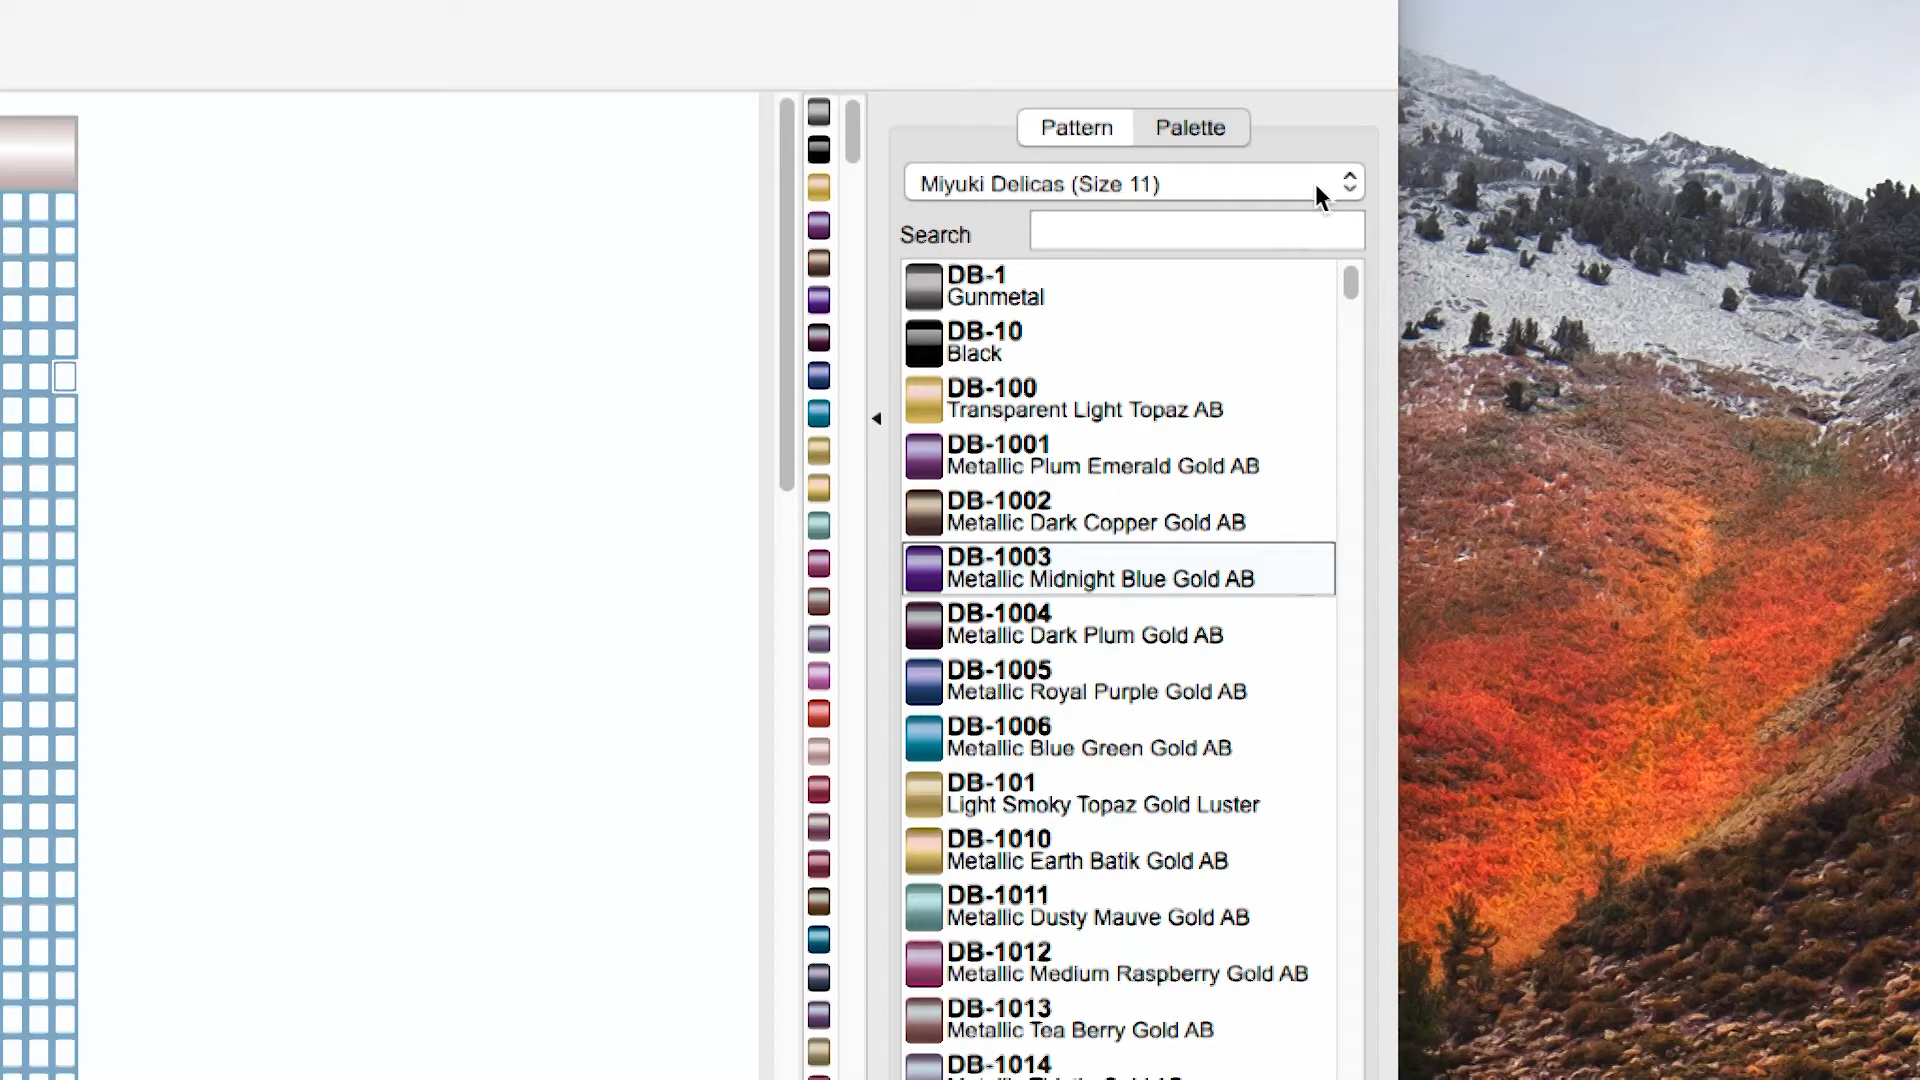 Pattern Palette
Miyuki Delicas (Size 11)
Search
DB-1
Gunmetal
DB-10
Black
DB-100
Transparent Light Topaz AB
DB-1001
Metallic Plum Emerald Gold AB
DB-1002
Metallic Dark Copper Gold AB
DB-1003
Metallic Midnight Blue Gold AB
DB-1004
Metallic Dark Plum Gold AB
DB-1005
Metallic Royal Purple Gold AB
DB-1006
Metallic Blue Green Gold AB
DB-101
Light Smoky Topaz Gold Luster
DB-1010
Metallic Earth Batik Gold AB
DB-1011
Metallic Dusty Mauve Gold AB
DB-1012
Metallic Medium Raspberry Gold AB
DB-1013
Metallic Tea Berry Gold AB
DB-1014